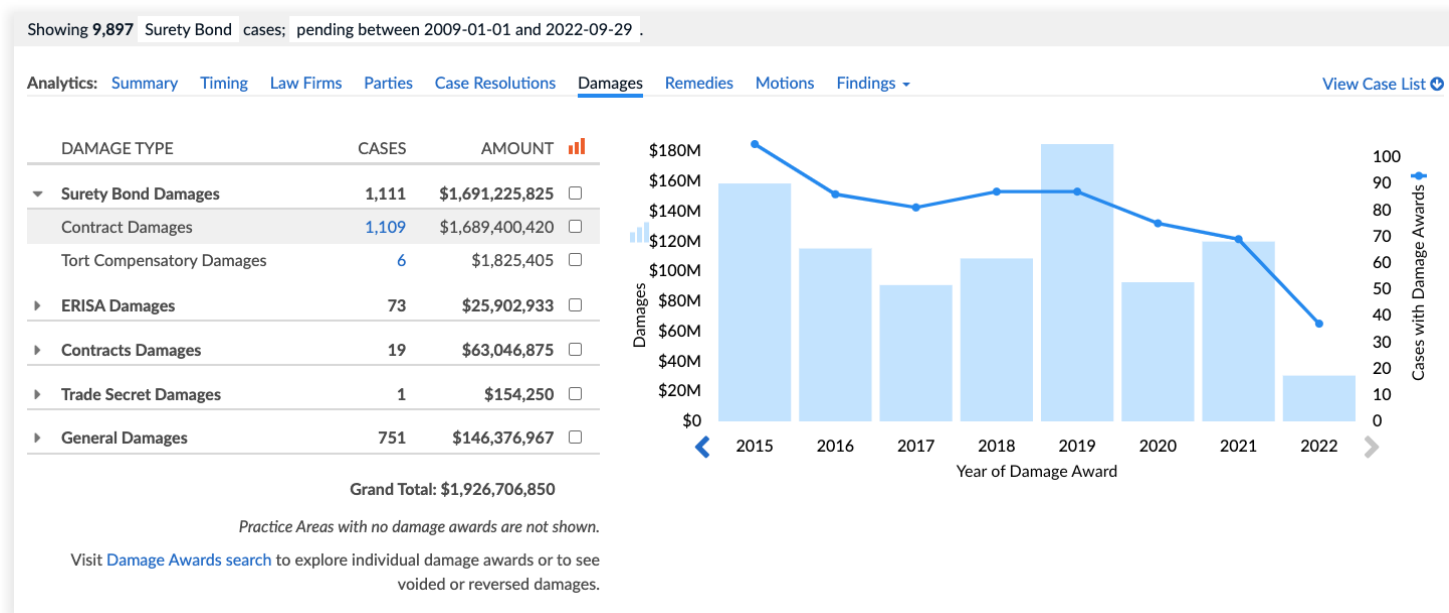 Showing 9,897 Surety Bond cases; pending between 2009-01-01 and 2022-09-29 .
Analytics: Summary Timing Law Firms Parties Case Resolutions Damages Remedies Motions Findings View Case List
DAMAGE TYPE CASES AMOUNT
Surety Bond Damages 1,111 $1,691,225,825
Contract Damages 1,109 $1,689,400,420
Tort Compensatory Damages 6 $1,825,405
ERISA Damages 73 $25,902,933
Contracts Damages 19 $63,046,875
Trade Secret Damages 1 $154,250
General Damages 751 $146,376,967
Grand Total: $1,926,706,850
Practice Areas with no damage awards are not shown.
Visit Damage Awards search to explore individual damage awards or to see
voided or reversed damages.
Damages
$180M
$160M
$140M
$120M
$100M
$80M
$60M
$40M
$20M
$0
100
90
80
70
60
50
40
30
20
10
0
Cases with Damage Awards
2015 2016 2017 2018 2019 2020 2021 2022
Year of Damage Award